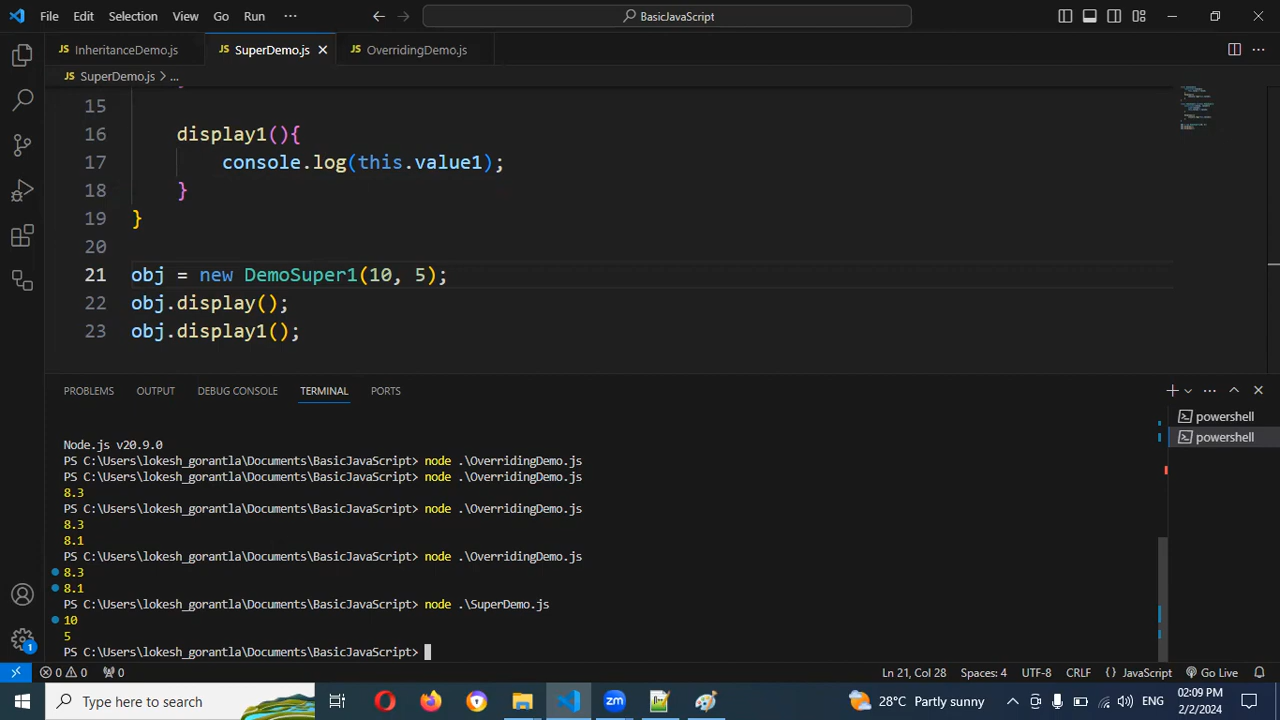 File Edit Selection View Go Run ··· BasicJavaScript
JS InheritanceDemo.js JS SuperDemo.js JS OverridingDemo.js
JS SuperDemo.js > ...
15
16 display1(){
17 console.log(this.value1);
18 }
19 }
20
21 obj = new DemoSuper1(10, 5);
22 obj.display();
23 obj.display1();
PROBLEMS OUTPUT DEBUG CONSOLE TERMINAL PORTS
powershell
powershell
Node.js v20.9.0
PS C:\Users\lokesh_gorantla\Documents\BasicJavaScript> node .\OverridingDemo.js
PS C:\Users\lokesh_gorantla\Documents\BasicJavaScript> node .\OverridingDemo.js
8.3
PS C:\Users\lokesh_gorantla\Documents\BasicJavaScript> node .\OverridingDemo.js
8.3
8.1
PS C:\Users\lokesh_gorantla\Documents\BasicJavaScript> node .\OverridingDemo.js
8.3
8.1
PS C:\Users\lokesh_gorantla\Documents\BasicJavaScript> node .\SuperDemo.js
10
5
PS C:\Users\lokesh_gorantla\Documents\BasicJavaScript>
1
0 0 0 Ln 21, Col 28 Spaces: 4 UTF-8 CRLF {} JavaScript Go Live
Type here to search zm 28°C Partly sunny ENG 02:09 PM
2/2/2024